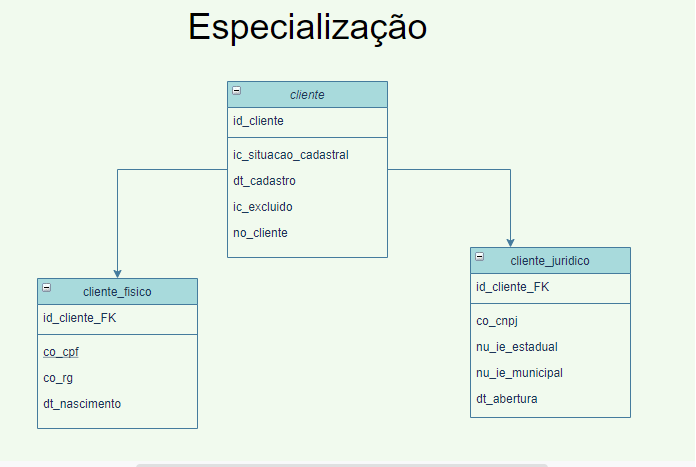 Especialização
cliente
id_cliente
ic_situacao_cadastral
dt_cadastro
ic_excluido
no_cliente
cliente_fisico
id_cliente_FK
co_cpf
co_rg
dt_nascimento
cliente_juridico
id_cliente_FK
co_cnpj
nu_ie_estadual
nu_ie_municipal
dt_abertura